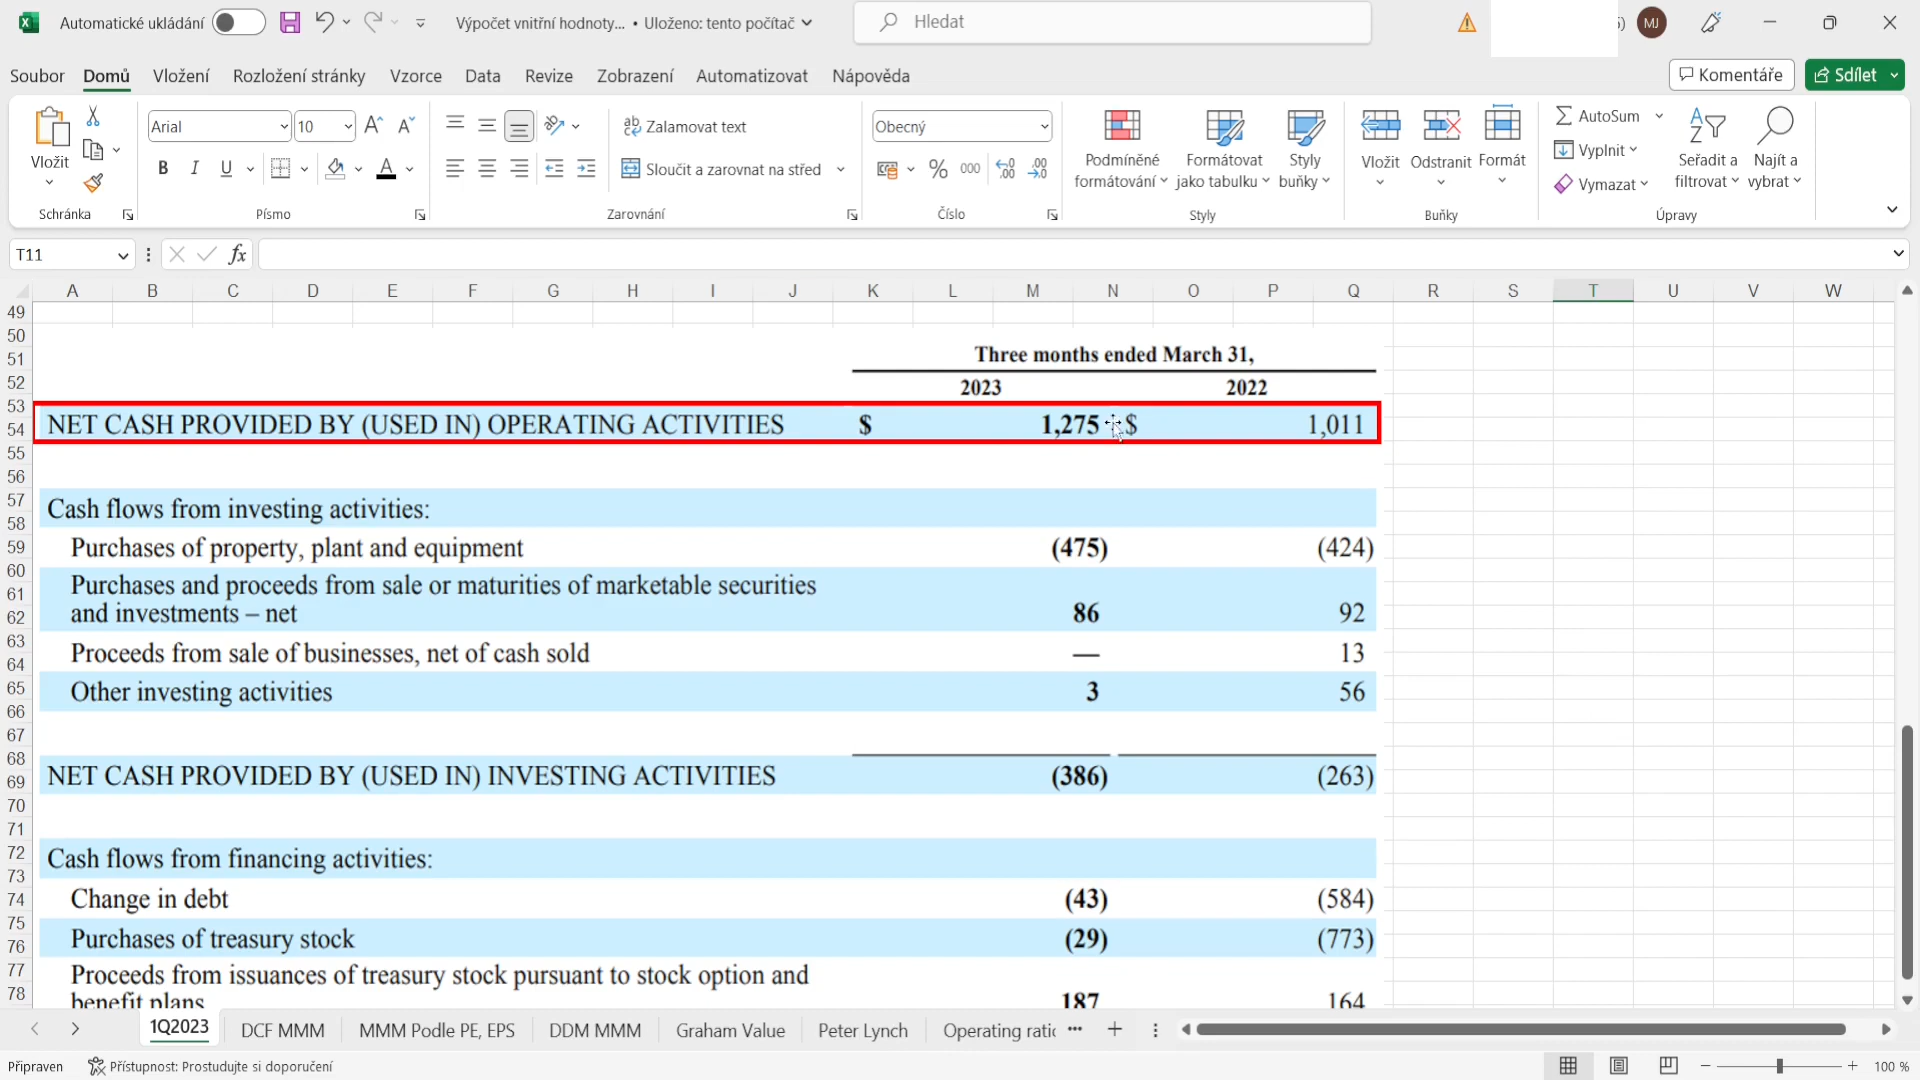 Automatické ukládání
Výpočet vnitřní hodnoty... • Uloženo: tento počítač
Hledat
MJ
Soubor Domů Vložení Rozložení stránky Vzorce Data Revize Zobrazení Automatizovat Nápověda
Komentáře Sdílet
Vložit
Schránka
Arial 10
B I U
Písmo
Zalamovat text
Sloučit a zarovnat na střed
Zarovnání
Obecný
% 000
Číslo
Podmíněné formátování
Formátovat jako tabulku
Styly buňky
Styly
Vložit Odstranit Formát
Buňky
AutoSum
Vyplnit
Vymazat
Seřadit a filtrovat
Najít a vybrat
Úpravy
T11 fx
A B C D E F G H I J K L M N O P Q R S T U V W
49
50
51
52
53
54
55
56
57
58
59
60
61
62
63
64
65
66
67
68
69
70
71
72
73
74
75
76
77
78
Three months ended March 31,
2023 2022
NET CASH PROVIDED BY (USED IN) OPERATING ACTIVITIES $ 1,275 $ 1,011
Cash flows from investing activities:
Purchases of property, plant and equipment (475) (424)
Purchases and proceeds from sale or maturities of marketable securities
and investments – net 86 92
Proceeds from sale of businesses, net of cash sold — 13
Other investing activities 3 56
NET CASH PROVIDED BY (USED IN) INVESTING ACTIVITIES (386) (263)
Cash flows from financing activities:
Change in debt (43) (584)
Purchases of treasury stock (29) (773)
Proceeds from issuances of treasury stock pursuant to stock option and
benefit plans 187 164
1Q2023 DCF MMM MMM Podle PE, EPS DDM MMM Graham Value Peter Lynch Operating ratio ...
Připraven Přístupnost: Prostudujte si doporučení 100 %